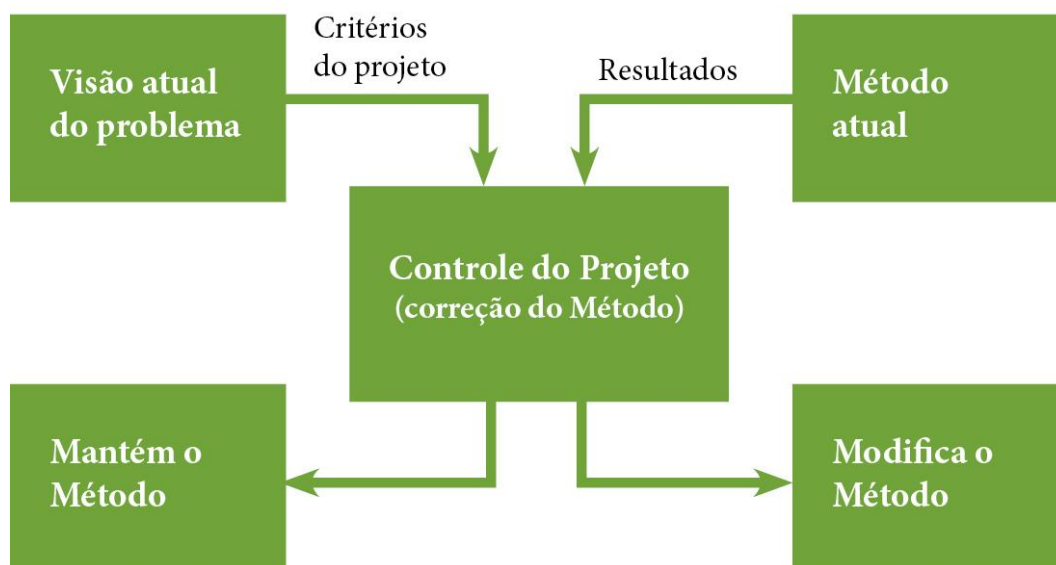 Visão atual
do problema
Critérios
do projeto
Resultados
Método
atual
Controle do Projeto
(correção do Método)
Mantém o
Método
Modifica o
Método